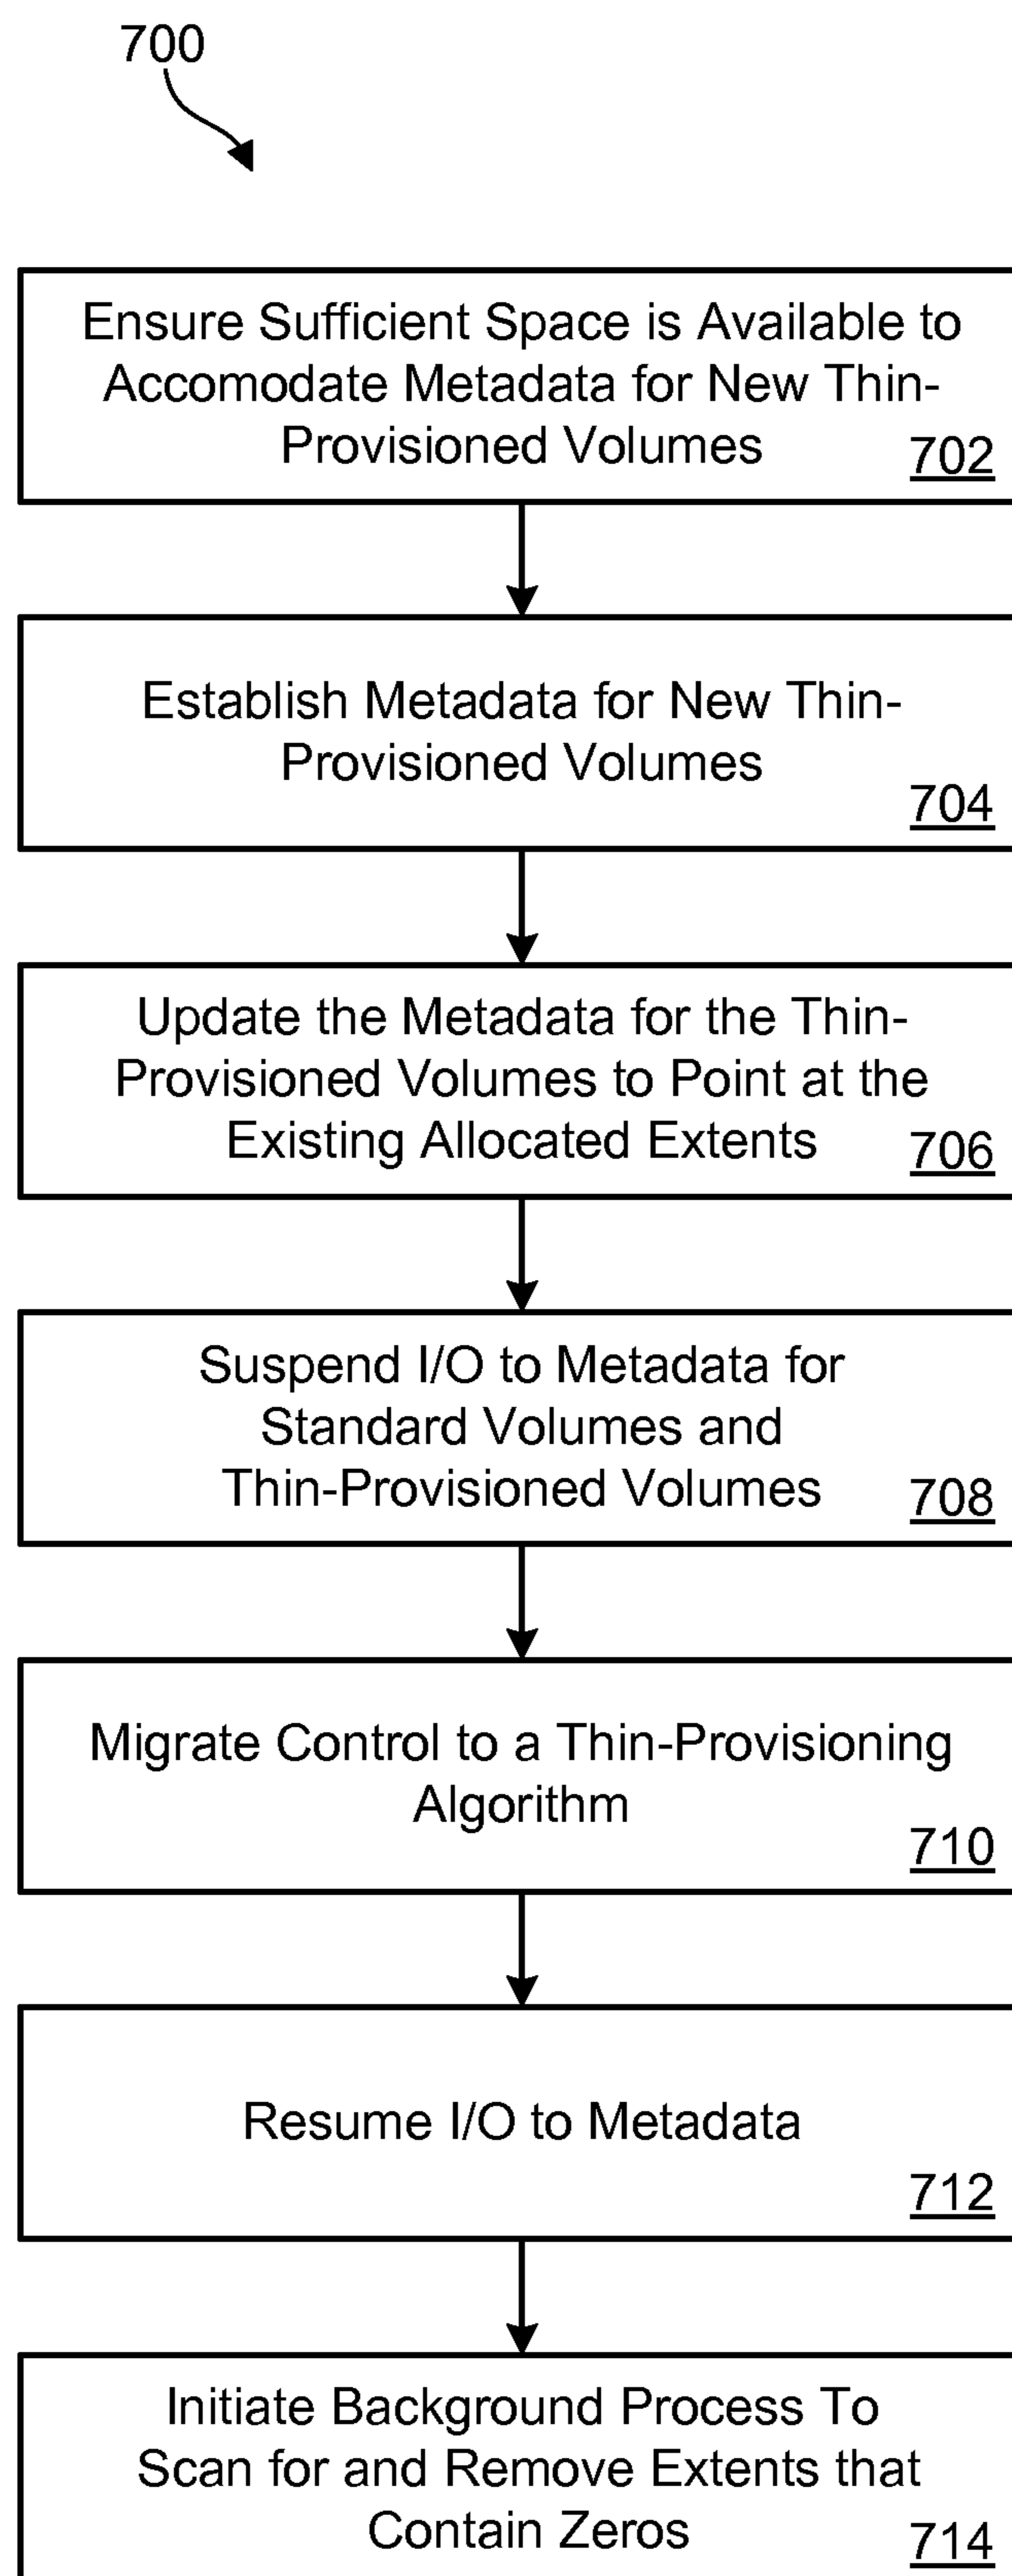 700
Ensure Sufficient Space is Available to
Accomodate Metadata for New Thin-
Provisioned Volumes
702
Establish Metadata for New Thin-
Provisioned Volumes
704
Update the Metadata for the Thin-
Provisioned Volumes to Point at the
Existing Allocated Extents
706
Suspend I/O to Metadata for
Standard Volumes and
Thin-Provisioned Volumes
708
Migrate Control to a Thin-Provisioning
Algorithm
710
Resume I/O to Metadata
712
Initiate Background Process To
Scan for and Remove Extents that
Contain Zeros
714